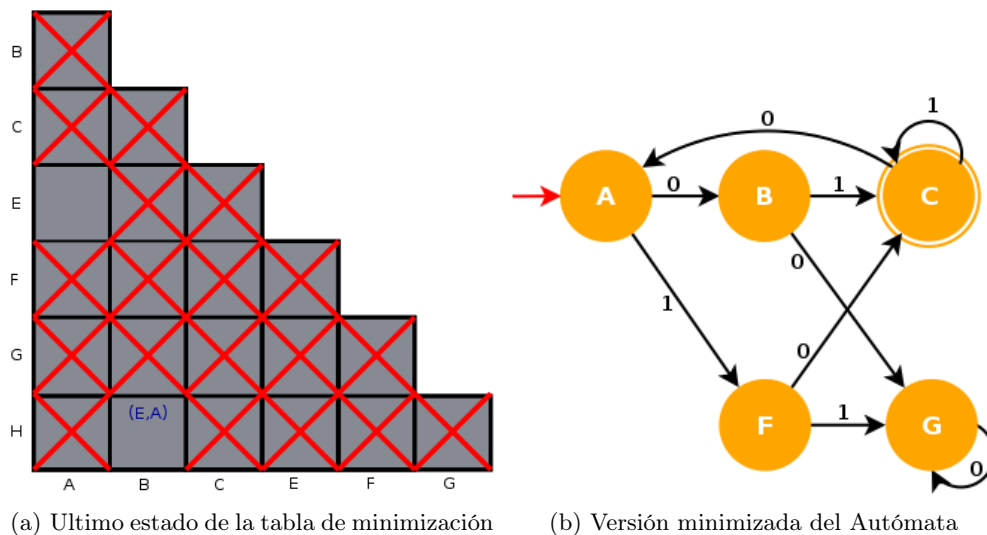 B
C
E
F
G
H
(E,A)
A B C E F G
0
1
A
0
B
1
C
0
1
0
F
1
G
0
(a) Ultimo estado de la tabla de minimización
(b) Versión minimizada del Autómata